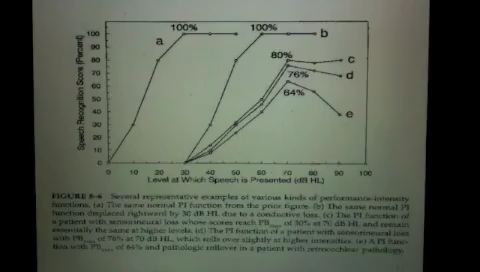 100%
100%
a
b
80%
c
76%
d
64%
e
Speech Recognition Score (Percent)
100
90
80
70
60
50
40
30
20
10
0
0 10 20 30 40 50 60 70 80 90 100
Level at Which Speech is Presented (dB HL)
FIGURE 8-6 Several representative examples of various kinds of performance-intensity
functions. (a) The same normal PI function from the prior figure. (b) The same normal PI
function displaced rightward by 30 dB HL due to a conductive loss. (c) The PI function of
a patient with sensorineural loss whose scores reach PBmax of 80% at 70 dB HL and remain
essentially the same at higher levels. (d) The PI function of a patient with sensorineural loss
with PBmax of 76% at 70 dB HL, which rolls over slightly at higher intensities. (e) A PI func-
tion with PBmax of 64% and pathologic rollover in a patient with retrocochlear pathology.